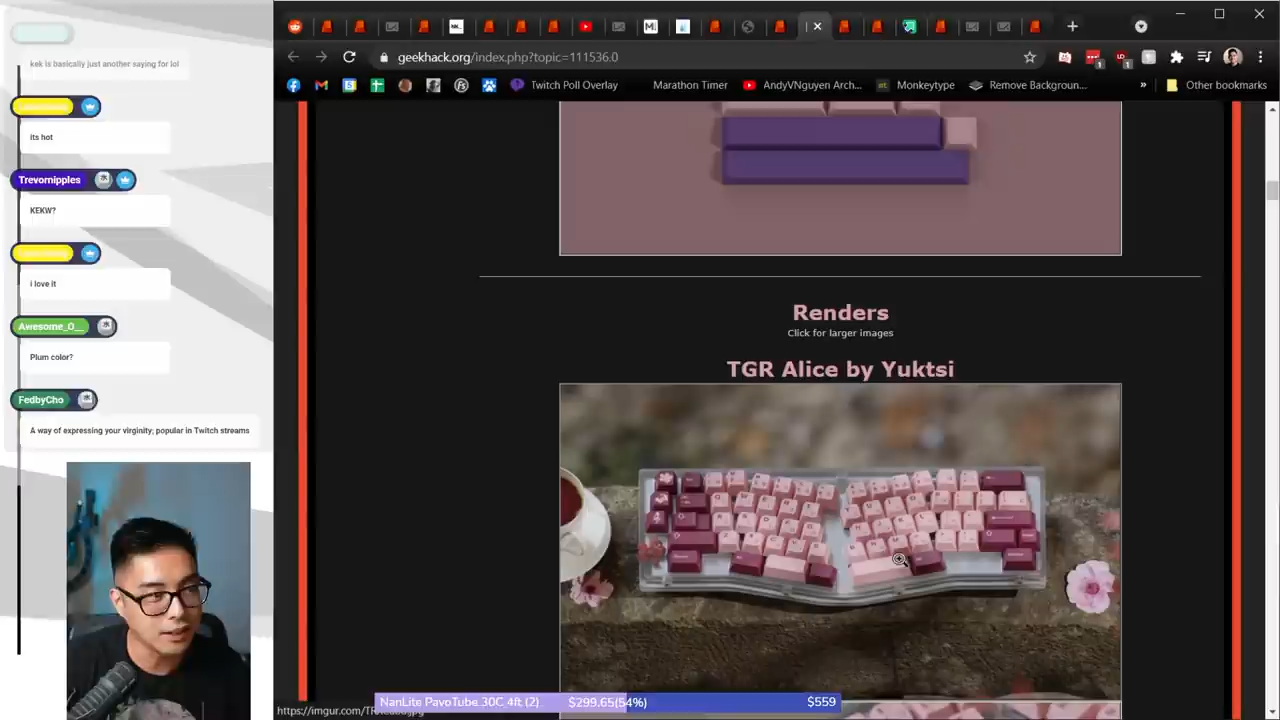 kek is basically just another saying for lol
its hot
Trevornipples
KEKW?
i love it
Awesome_O__
Plum color?
FedbyCho
A way of expressing your virginity; popular in Twitch streams
geekhack.org/index.php?topic=111536.0
Twitch Poll Overlay
Marathon Timer
AndyVNguyen Arch...
Monkeytype
Remove Backgroun...
»
Other bookmarks
Renders
Click for larger images
TGR Alice by Yuktsi
NanLite PavoTube 30C 4ft (2)
$299.65(54%)
$559